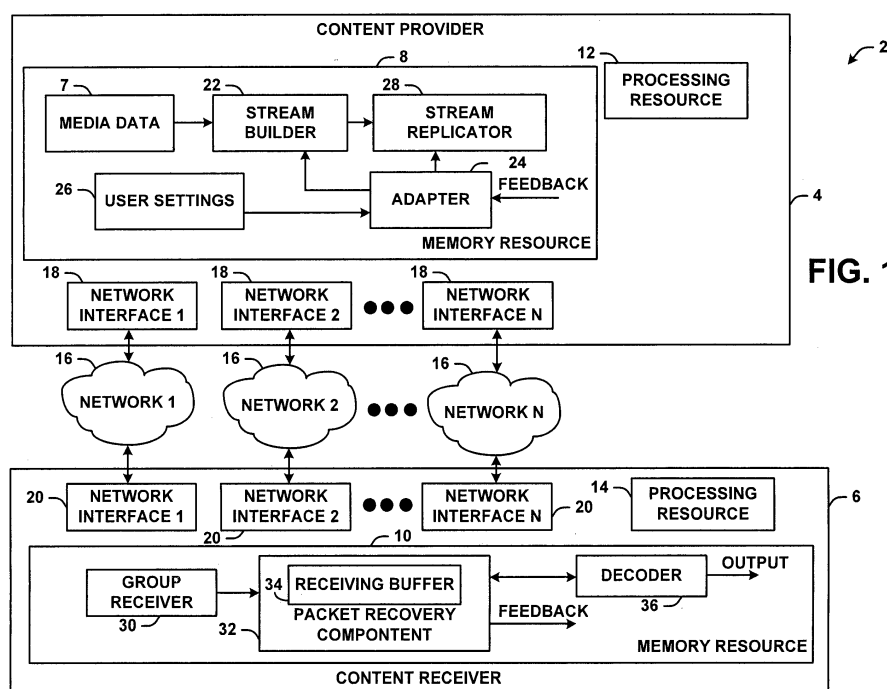 CONTENT PROVIDER
2
8
12
PROCESSING
RESOURCE
7
MEDIA DATA
22
STREAM
BUILDER
28
STREAM
REPLICATOR
24
FEEDBACK
26
USER SETTINGS
ADAPTER
4
MEMORY RESOURCE
FIG. 1
18
NETWORK
INTERFACE 1
18
NETWORK
INTERFACE 2
18
NETWORK
INTERFACE N
16
NETWORK 1
16
NETWORK 2
16
NETWORK N
20
NETWORK
INTERFACE 1
20
NETWORK
INTERFACE 2
NETWORK
INTERFACE N
20
14
PROCESSING
RESOURCE
6
10
GROUP
RECEIVER
30
34
RECEIVING BUFFER
PACKET RECOVERY
COMPONTENT
32
FEEDBACK
DECODER
36
OUTPUT
MEMORY RESOURCE
CONTENT RECEIVER